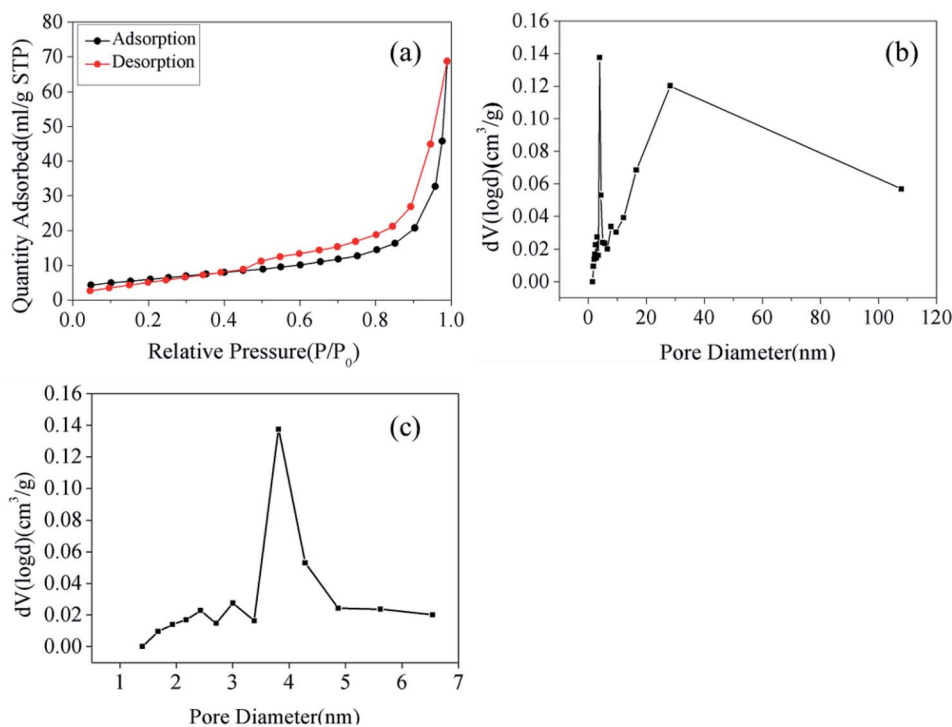 80
70
60
50
40
30
20
10
0
Quantity Adsorbed(ml/g STP)
Adsorption
Desorption
(a)
0.0 0.2 0.4 0.6 0.8 1.0
Relative Pressure(P/P0)
0.16
0.14
0.12
0.10
0.08
0.06
0.04
0.02
0.00
dV(logd)(cm³/g)
(b)
0 20 40 60 80 100 120
Pore Diameter(nm)
0.16
0.14
0.12
0.10
0.08
0.06
0.04
0.02
0.00
dV(logd)(cm³/g)
(c)
1 2 3 4 5 6 7
Pore Diameter(nm)